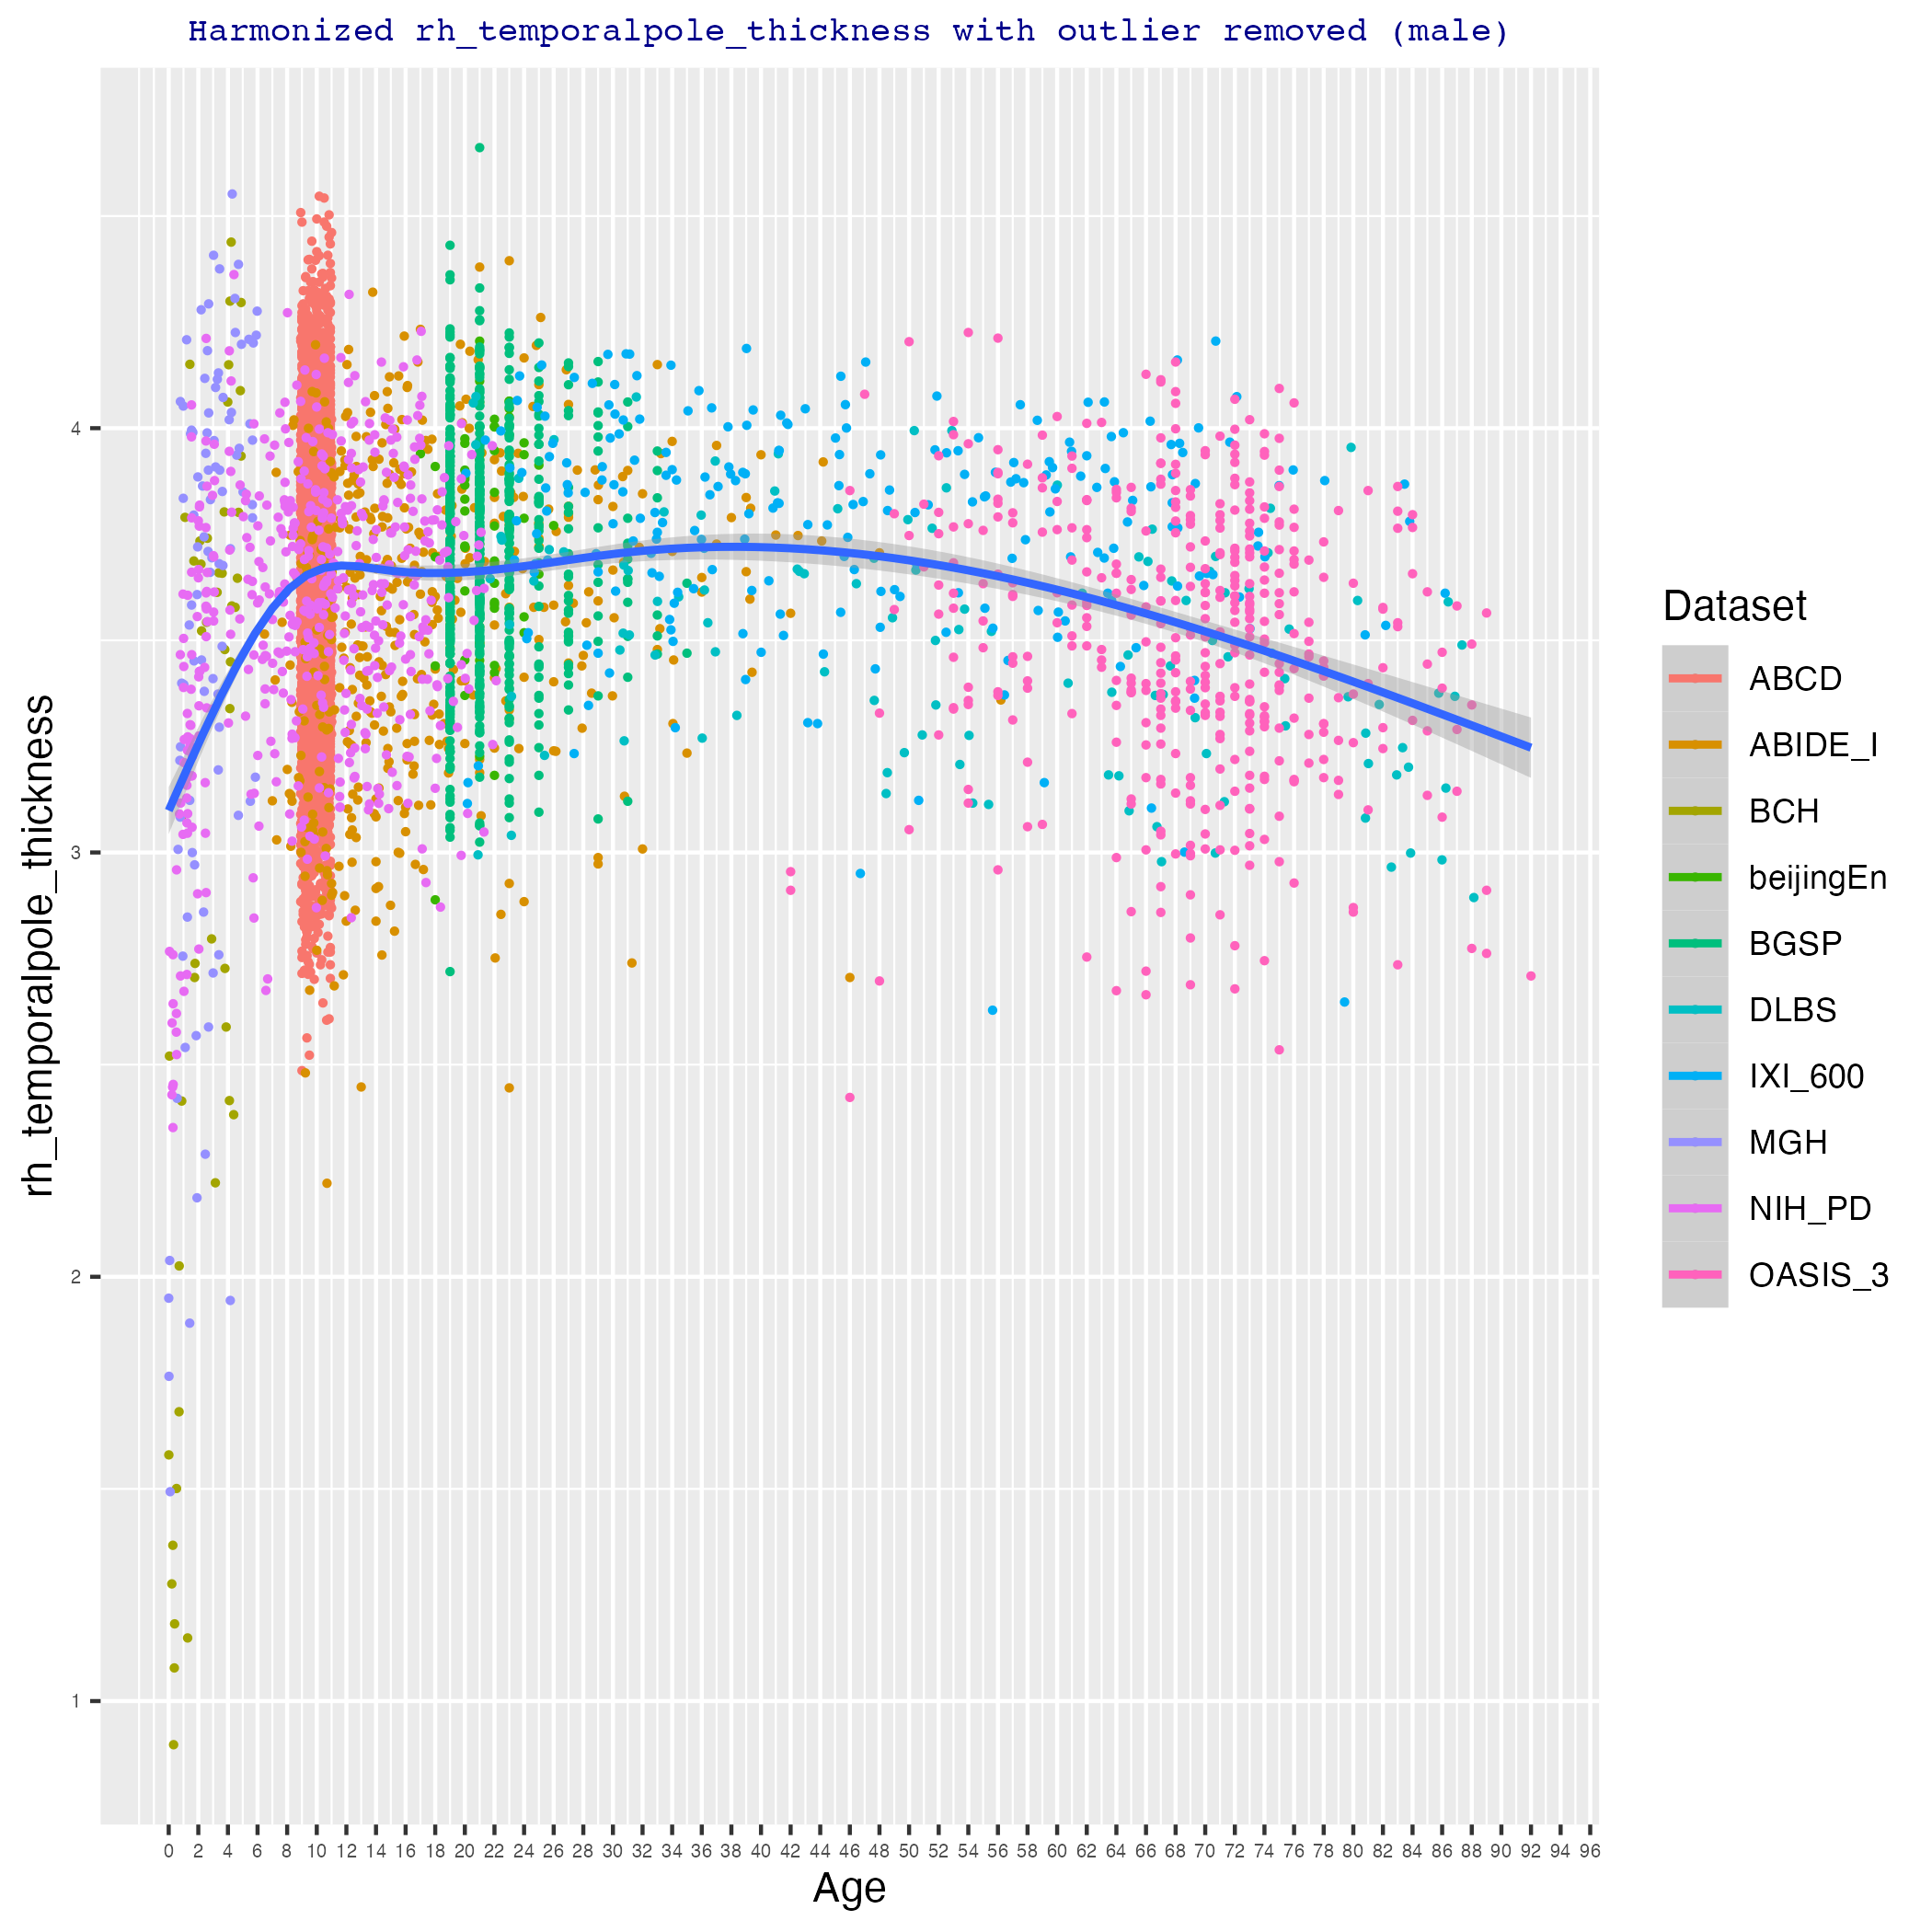 Harmonized rh_temporalpole_thickness with outlier removed (male)
rh_temporalpole_thickness
4
3
2
1
0 2 4 6 8 10 12 14 16 18 20 22 24 26 28 30 32 34 36 38 40 42 44 46 48 50 52 54 56 58 60 62 64 66 68 70 72 74 76 78 80 82 84 86 88 90 92 94 96
Age
Dataset
ABCD
ABIDE_I
BCH
beijingEn
BGSP
DLBS
IXI_600
MGH
NIH_PD
OASIS_3